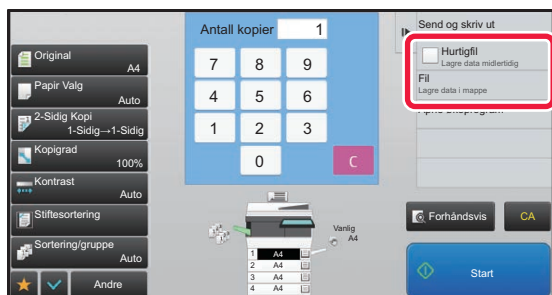 Original
A4
Papir Valg
Auto
2-Sidig Kopi
1-Sidig→1-Sidig
Kopigrad
100%
Kontrast
Auto
Stiftesortering
Sortering/gruppe
Auto
Andre
Antall kopier 1
7 8 9
4 5 6
1 2 3
0 C
Vanlig
A4
1 A4
2 A4
3 A4
4 A4
Send og skriv ut
Hurtigfil
Lagre data midlertidig
Fil
Lagre data i mappe
Forhåndsvis
CA
Start